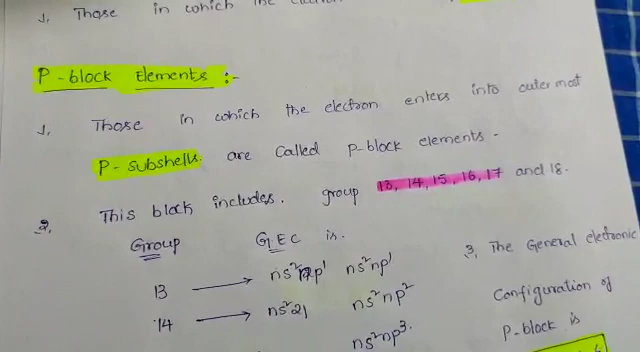 1, Those in which the
P-block Elements :-
1, Those in which the electron enters into outermost
P-subshells. are called P-block elements -
2. This block includes. group 13, 14, 15, 16, 17 and 18.
Group GEC is.
13 → ns²np¹ ns²np¹
14 → ns²21 ns²np²
ns²np³.
3, The General electronic
Configuration of
P-block is